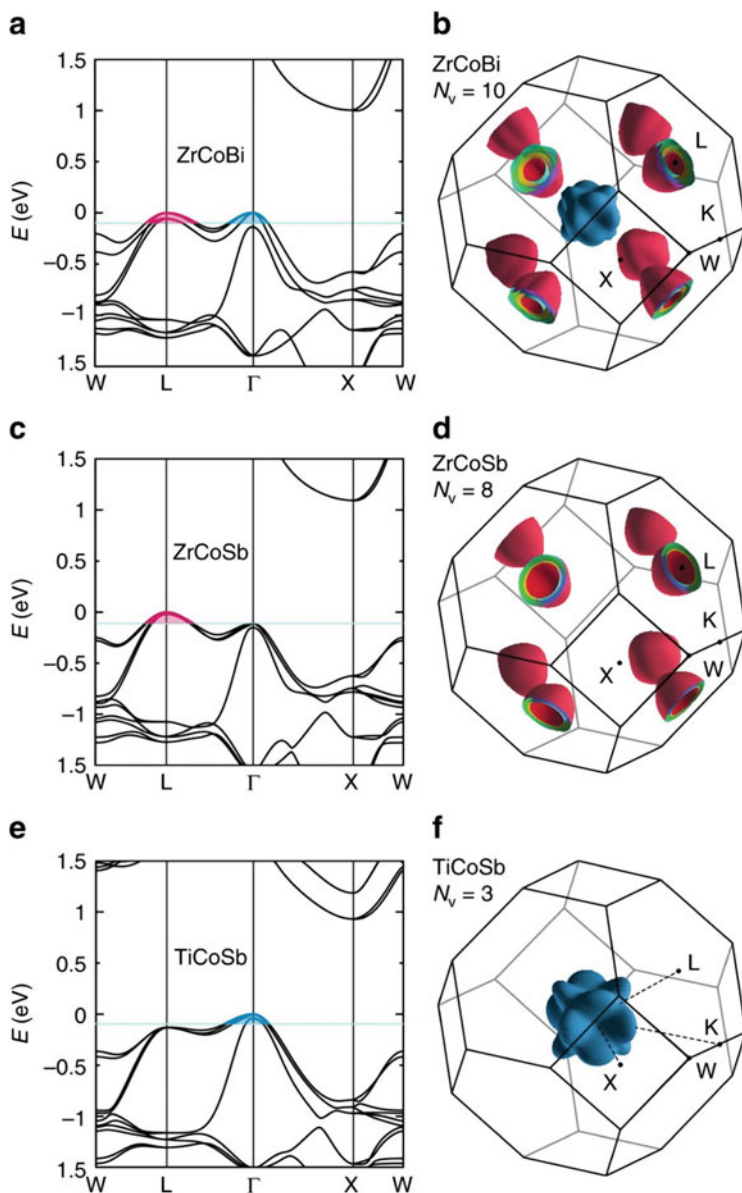 a
1.5
1
0.5
0
−0.5
−1
1.5
E (eV)
ZrCoBi
W L Γ X W
b
ZrCoBi
Nv = 10
L
K
W
X
c
1.5
1
0.5
0
−0.5
−1
1.5
E (eV)
ZrCoSb
W L Γ X W
d
ZrCoSb
Nv = 8
L
K
W
X
e
1.5
1
0.5
0
−0.5
−1
1.5
E (eV)
TiCoSb
W L Γ X W
f
TiCoSb
Nv = 3
L
K
W
X